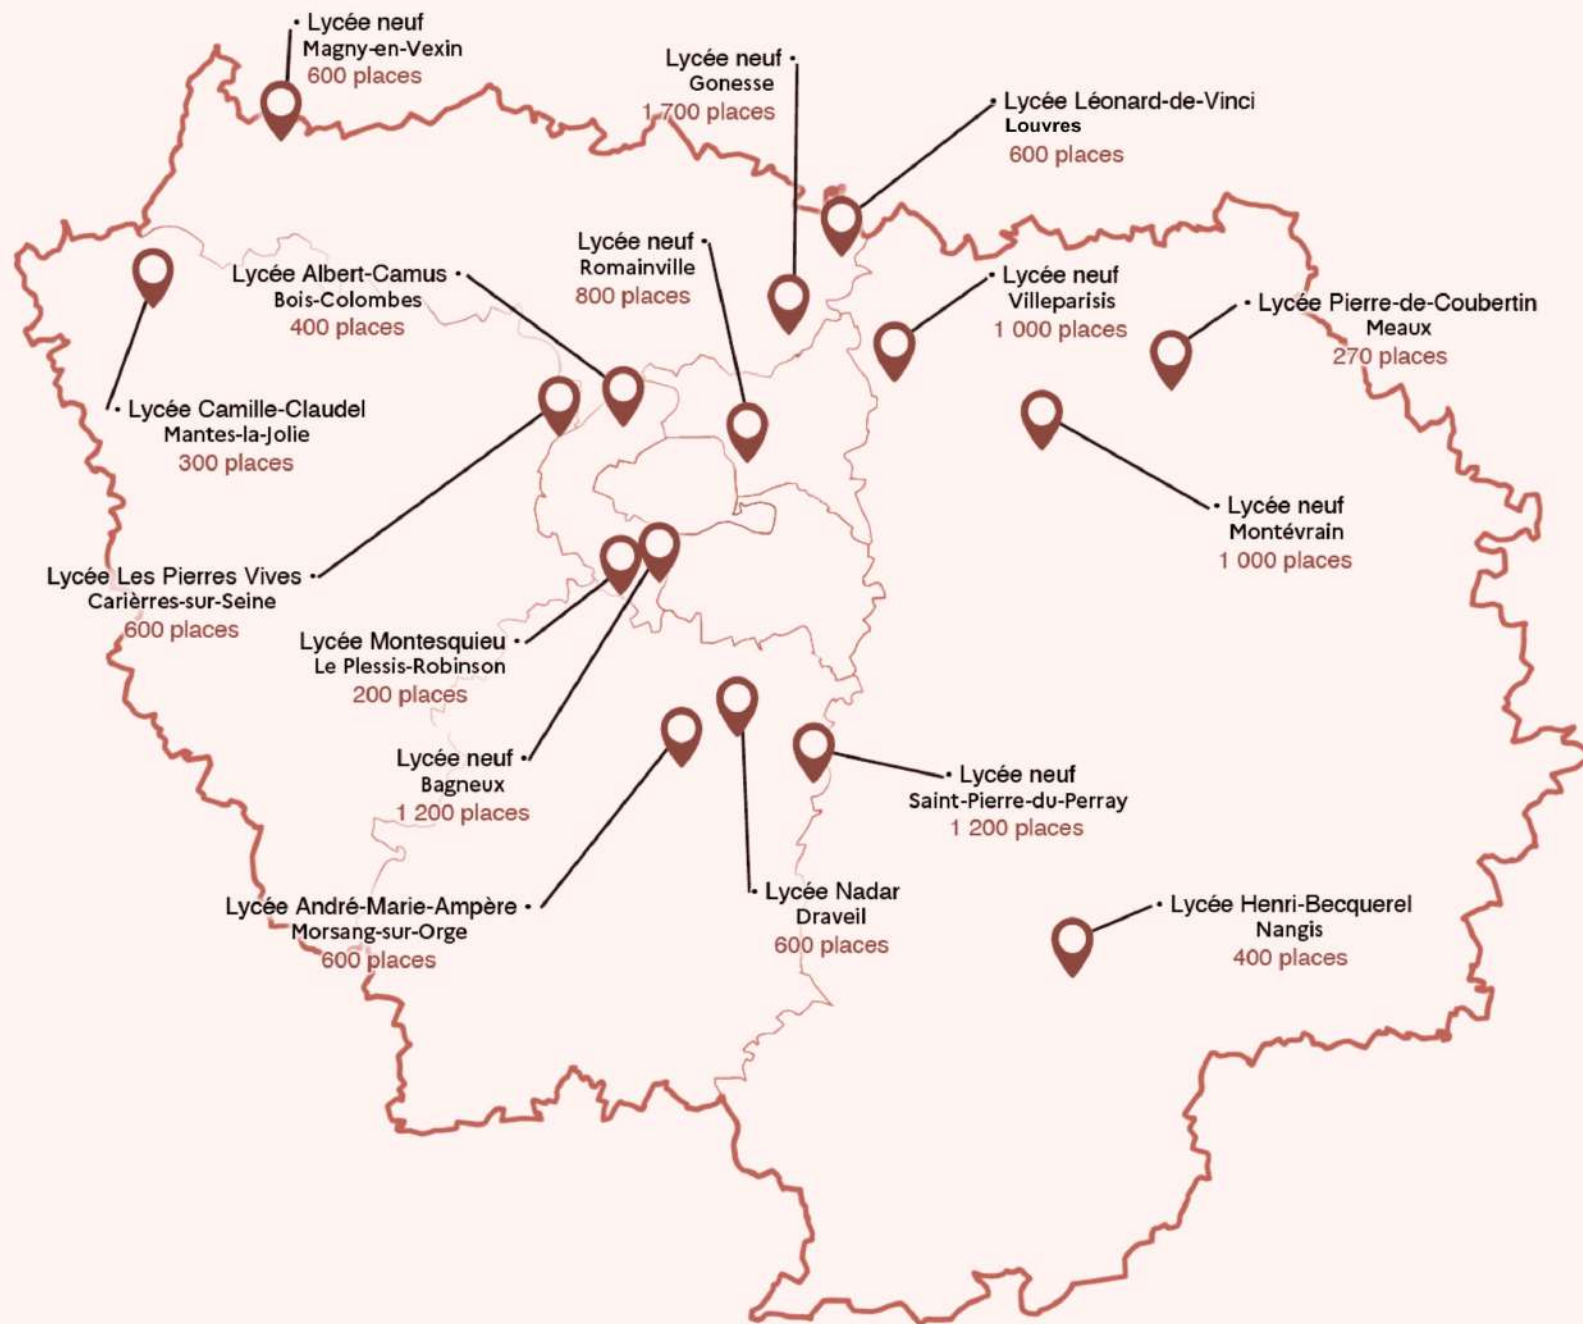 • Lycée neuf
Magny-en-Vexin
600 places
Lycée neuf •
Gonesse
1 700 places
• Lycée Léonard-de-Vinci
Louvres
600 places
Lycée neuf •
Romainville
800 places
Lycée Albert-Camus •
Bois-Colombes
400 places
• Lycée neuf
Villeparisis
1 000 places
• Lycée Pierre-de-Coubertin
Meaux
270 places
• Lycée Camille-Claudel
Mantes-la-Jolie
300 places
• Lycée neuf
Montévrain
1 000 places
Lycée Les Pierres Vives •
Carièrres-sur-Seine
600 places
Lycée Montesquieu •
Le Plessis-Robinson
200 places
Lycée neuf •
Bagneux
1 200 places
• Lycée neuf
Saint-Pierre-du-Perray
1 200 places
Lycée André-Marie-Ampère •
Morsang-sur-Orge
600 places
• Lycée Nadar
Draveil
600 places
• Lycée Henri-Becquerel
Nangis
400 places